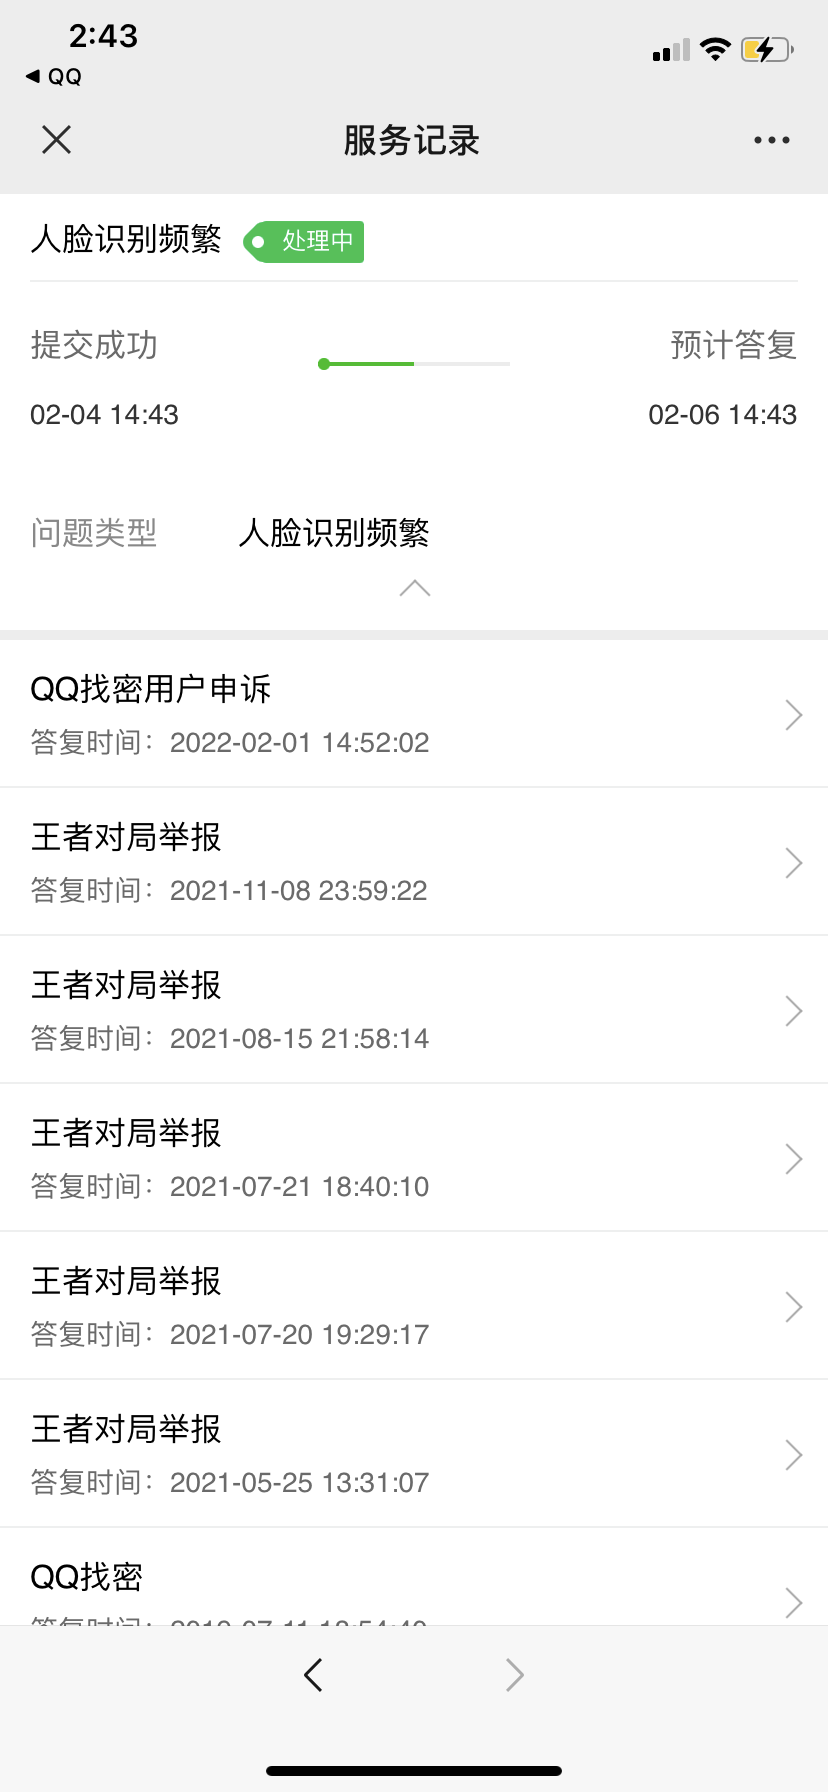 2:43
QQ
服务记录
人脸识别频繁 处理中
提交成功 预计答复
02-04 14:43 02-06 14:43
问题类型 人脸识别频繁
QQ找密用户申诉
答复时间：2022-02-01 14:52:02
王者对局举报
答复时间：2021-11-08 23:59:22
王者对局举报
答复时间：2021-08-15 21:58:14
王者对局举报
答复时间：2021-07-21 18:40:10
王者对局举报
答复时间：2021-07-20 19:29:17
王者对局举报
答复时间：2021-05-25 13:31:07
QQ找密
答复时间：